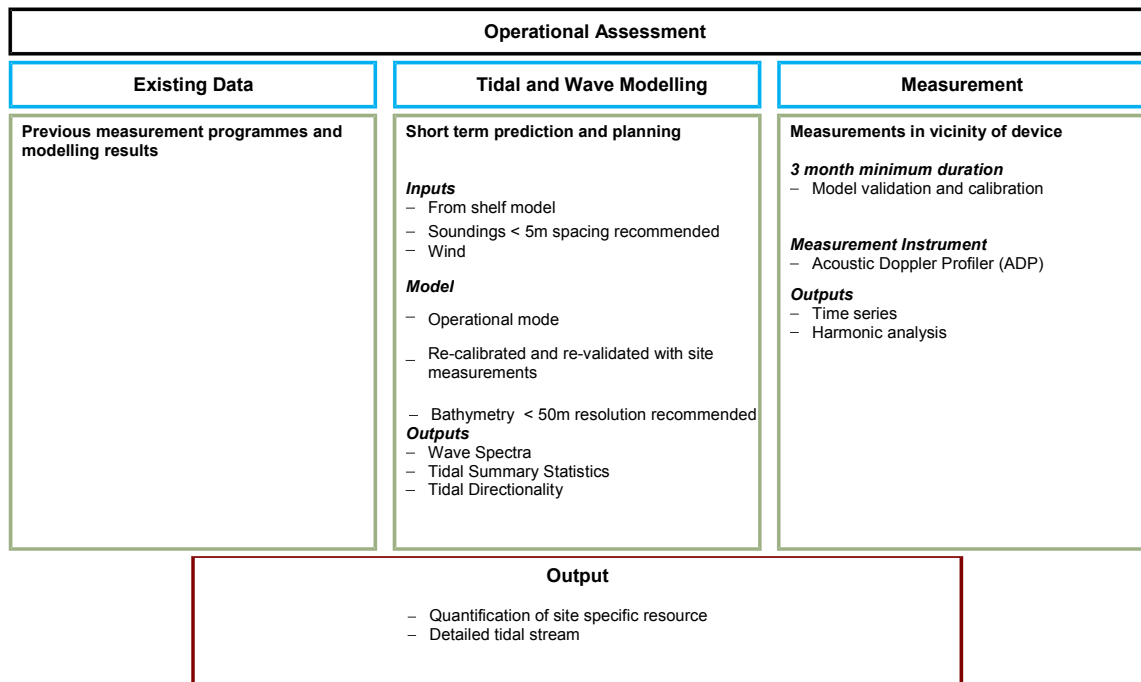 Operational Assessment
Existing Data
Previous measurement programmes and
modelling results
Tidal and Wave Modelling
Short term prediction and planning
Inputs
– From shelf model
– Soundings < 5m spacing recommended
– Wind
Model
– Operational mode
– Re-calibrated and re-validated with site
measurements
– Bathymetry < 50m resolution recommended
Outputs
– Wave Spectra
– Tidal Summary Statistics
– Tidal Directionality
Measurement
Measurements in vicinity of device
3 month minimum duration
– Model validation and calibration
Measurement Instrument
– Acoustic Doppler Profiler (ADP)
Outputs
– Time series
– Harmonic analysis
Output
– Quantification of site specific resource
– Detailed tidal stream